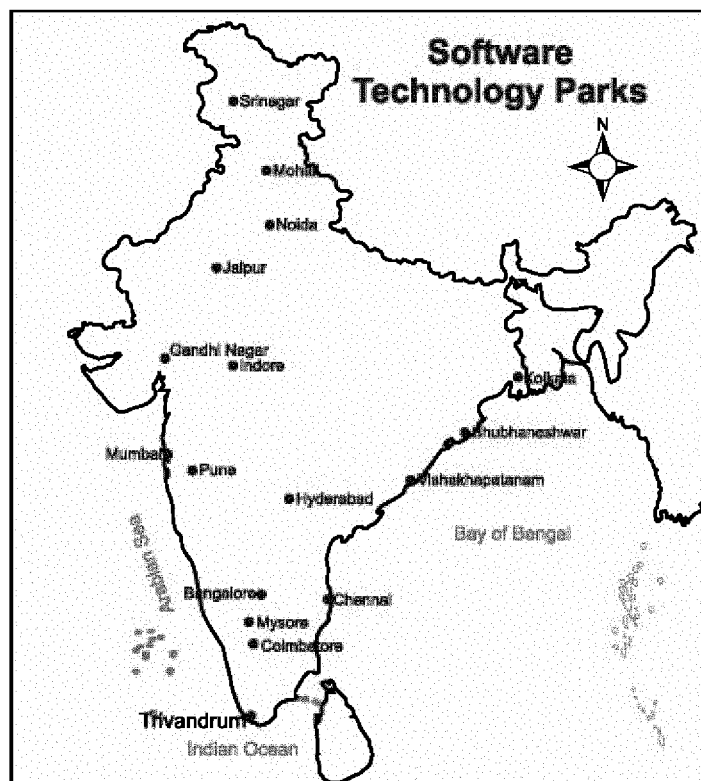 Software
Technology Parks
N
Srinagar
Mohali
Noida
Jaipur
Gandhi Nagar
Indore
Kolkata
Bhubhaneshwar
Mumbai
Pune
Vishakhapatanam
Hyderabad
Bay of Bengal
Arabian Sea
Bangalore
Chennai
Mysore
Coimbatore
Trivandrum
Indian Ocean